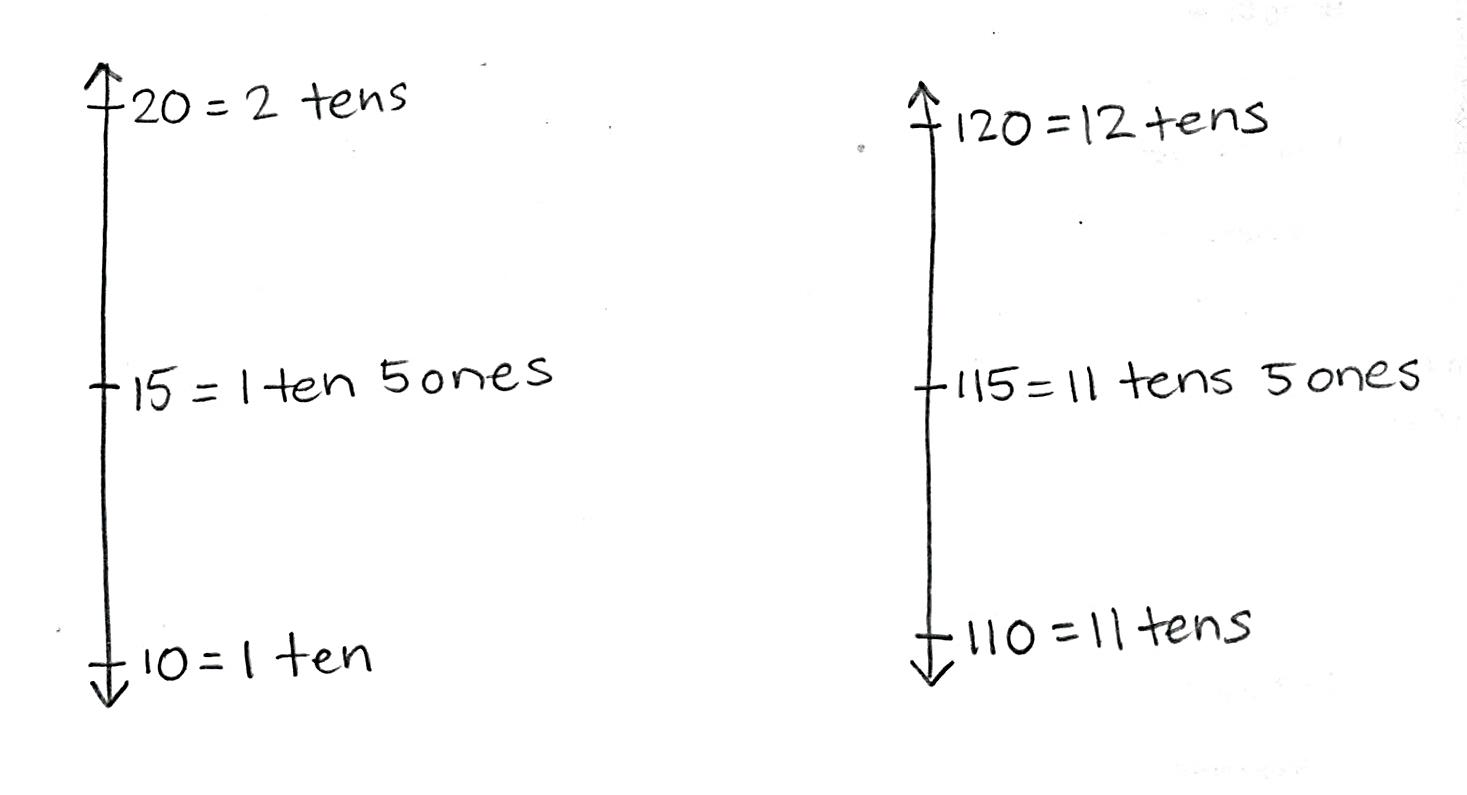 20 = 2 tens
15 = 1 ten 5 ones
10 = 1 ten
120 = 12 tens
115 = 11 tens 5 ones
110 = 11 tens